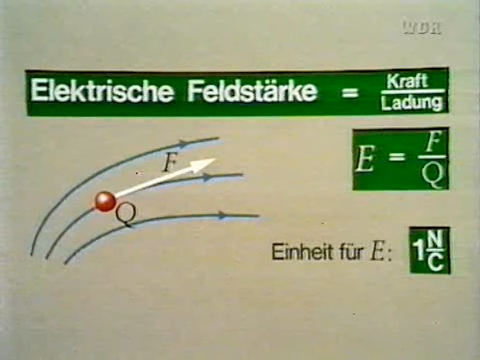 WDR
Elektrische Feldstärke = Kraft
Ladung
F
E = F
Q
Q
Einheit für E: 1 N
C